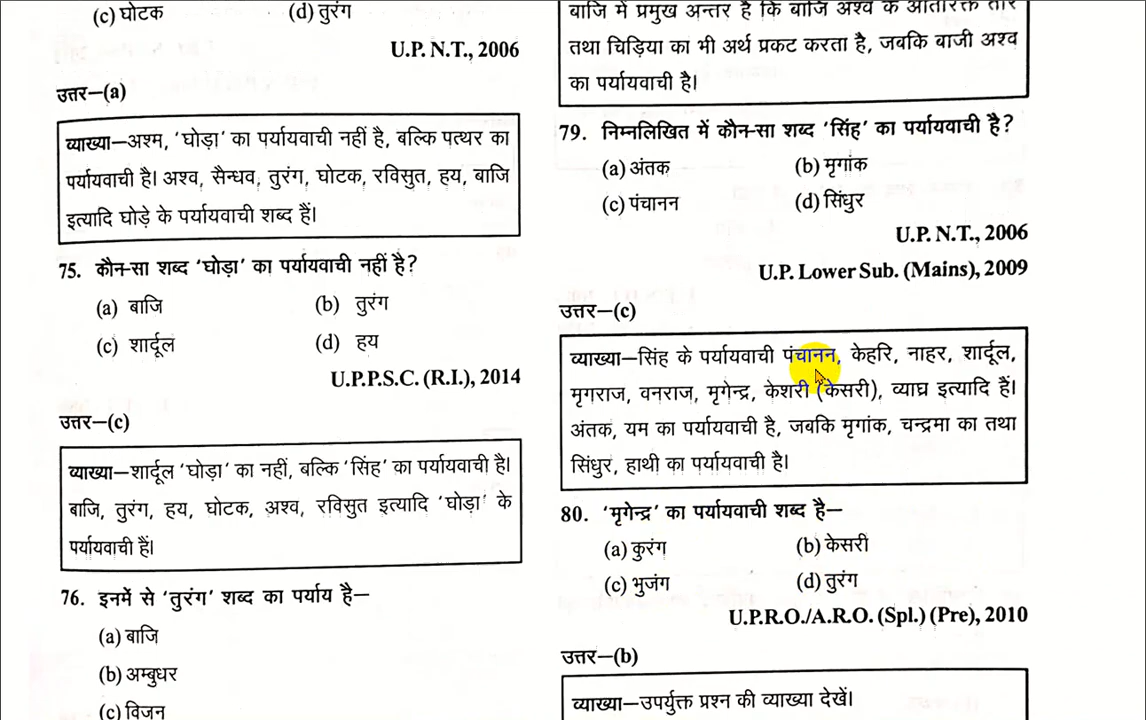 (c) घोटक (d) तुरंग
U.P. N.T., 2006
उत्तर—(a)
व्याख्या—अश्म, ‘घोड़ा’ का पर्यायवाची नहीं है, बल्कि पत्थर का
पर्यायवाची है। अश्व, सैन्धव, तुरंग, घोटक, रविसुत, हय, बाजि
इत्यादि घोड़े के पर्यायवाची शब्द हैं।
75. कौन-सा शब्द ‘घोड़ा’ का पर्यायवाची नहीं है?
(a) बाजि (b) तुरंग
(c) शार्दूल (d) हय
U.P.P.S.C. (R.I.), 2014
उत्तर—(c)
व्याख्या—शार्दूल ‘घोड़ा’ का नहीं, बल्कि ‘सिंह’ का पर्यायवाची है।
बाजि, तुरंग, हय, घोटक, अश्व, रविसुत इत्यादि ‘घोड़ा’ के
पर्यायवाची हैं।
76. इनमें से ‘तुरंग’ शब्द का पर्याय है—
(a) बाजि
(b) अम्बुधर
(c) विजन
बाजि में प्रमुख अन्तर है कि बाजि अश्व के अतिरिक्त तीर
तथा चिड़िया का भी अर्थ प्रकट करता है, जबकि वाजी अश्व
का पर्यायवाची है।
79. निम्नलिखित में कौन-सा शब्द ‘सिंह’ का पर्यायवाची है?
(a) अंतक (b) मृगांक
(c) पंचानन (d) सिंधुर
U.P. N.T., 2006
U.P. Lower Sub. (Mains), 2009
उत्तर—(c)
व्याख्या—सिंह के पर्यायवाची पंचानन, केहरि, नाहर, शार्दूल,
मृगराज, वनराज, मृगेन्द्र, केशरी (केसरी), व्याघ्र इत्यादि हैं।
अंतक, यम का पर्यायवाची है, जबकि मृगांक, चन्द्रमा का तथा
सिंधुर, हाथी का पर्यायवाची है।
80. ‘मृगेन्द्र’ का पर्यायवाची शब्द है—
(a) कुरंग (b) केसरी
(c) भुजंग (d) तुरंग
U.P.R.O./A.R.O. (Spl.) (Pre), 2010
उत्तर—(b)
व्याख्या—उपर्युक्त प्रश्न की व्याख्या देखें।